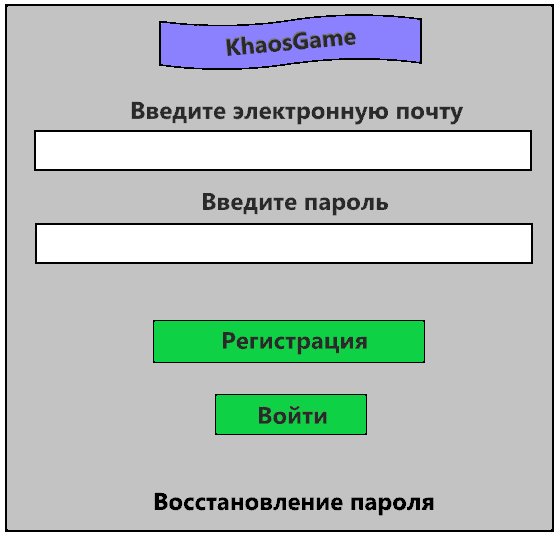 KhaosGame
Введите электронную почту
Введите пароль
Регистрация
Войти
Восстановление пароля